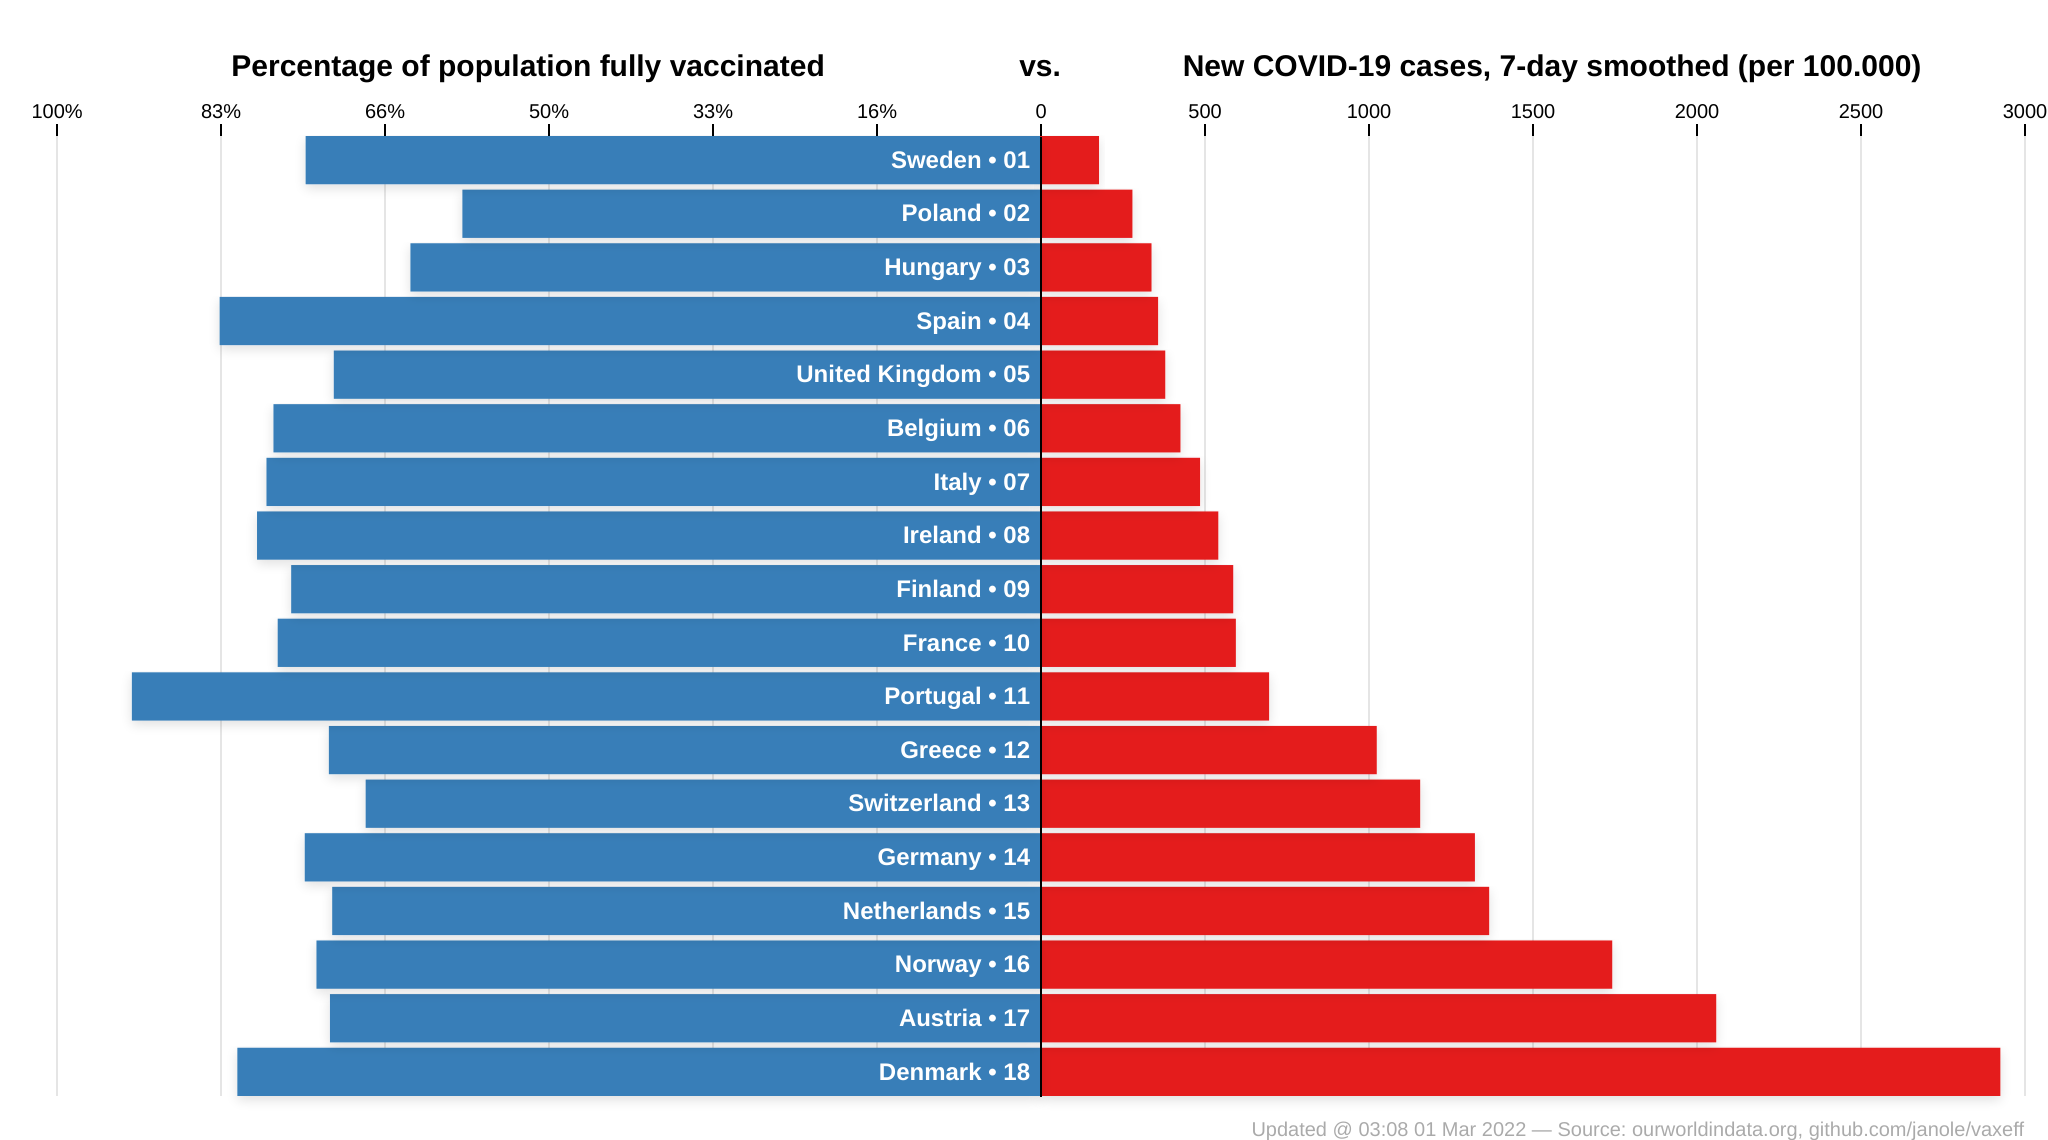 Percentage of population fully vaccinated vs. New COVID-19 cases, 7-day smoothed (per 100.000)
100% 83% 66% 50% 33% 16% 0 500 1000 1500 2000 2500 3000
Sweden • 01
Poland • 02
Hungary • 03
Spain • 04
United Kingdom • 05
Belgium • 06
Italy • 07
Ireland • 08
Finland • 09
France • 10
Portugal • 11
Greece • 12
Switzerland • 13
Germany • 14
Netherlands • 15
Norway • 16
Austria • 17
Denmark • 18
Updated @ 03:08 01 Mar 2022 — Source: ourworldindata.org, github.com/janole/vaxeff